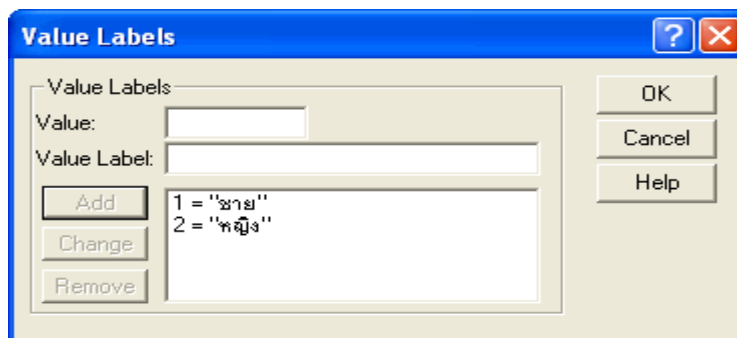 Value Labels
Value Labels
OK
Value:
Cancel
Value Label:
Help
Add
1 = "ชาย"
2 = "หญิง"
Change
Remove